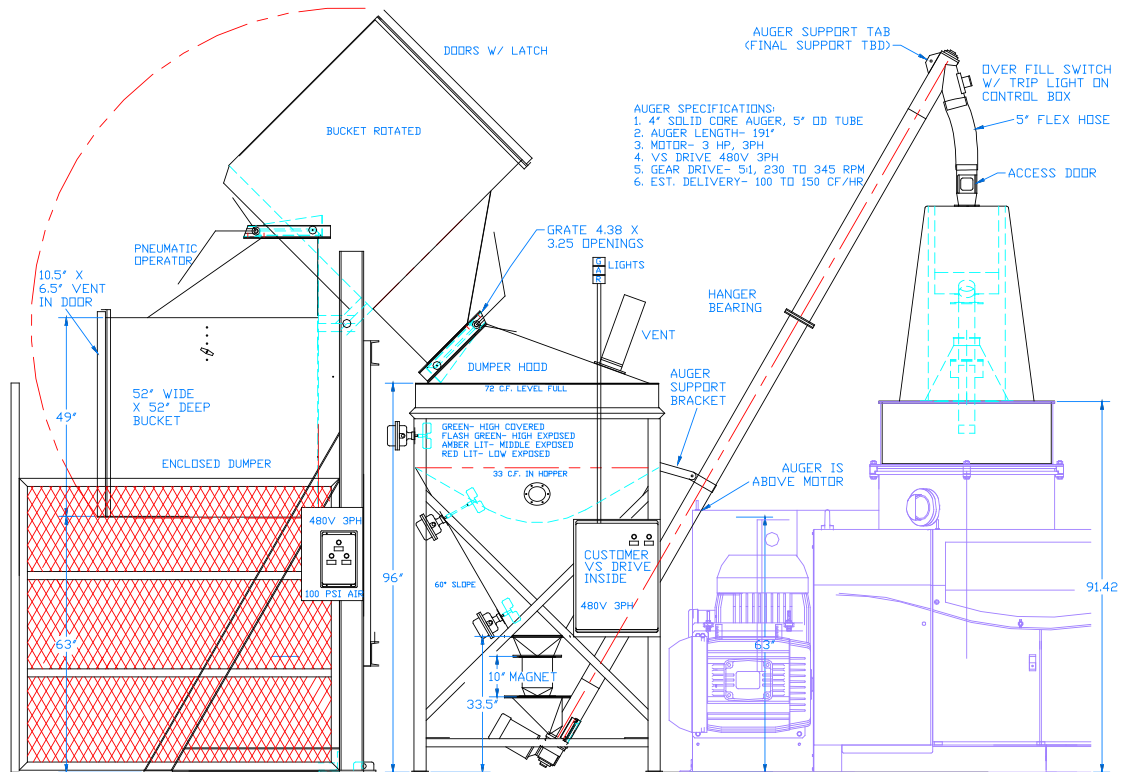 DOORS W/ LATCH
BUCKET ROTATED
AUGER SUPPORT TAB
(FINAL SUPPORT TBD)
OVER FILL SWITCH
W/ TRIP LIGHT ON
CONTROL BOX
5" FLEX HOSE
ACCESS DOOR
AUGER SPECIFICATIONS:
1. 4" SOLID CORE AUGER, 5" OD TUBE
2. AUGER LENGTH- 191"
3. MOTOR- 3 HP, 3PH
4. VS DRIVE 480V 3PH
5. GEAR DRIVE- 5:1, 230 TO 345 RPM
6. EST. DELIVERY- 100 TO 150 CF/HR
PNEUMATIC
OPERATOR
GRATE 4.38 X
3.25 OPENINGS
10.5" X
6.5" VENT
IN DOOR
G
A
R
LIGHTS
HANGER
BEARING
VENT
DUMPER HOOD
72 C.F. LEVEL FULL
AUGER
SUPPORT
BRACKET
52" WIDE
X 52" DEEP
BUCKET
49"
GREEN- HIGH COVERED
FLASH GREEN- HIGH EXPOSED
AMBER LIT- MIDDLE EXPOSED
RED LIT- LOW EXPOSED
ENCLOSED DUMPER
33 C.F. IN HOPPER
AUGER IS
ABOVE MOTOR
480V 3PH
100 PSI AIR
96"
60° SLOPE
CUSTOMER
VS DRIVE
INSIDE
480V 3PH
91.42
63"
63"
10" MAGNET
33.5"